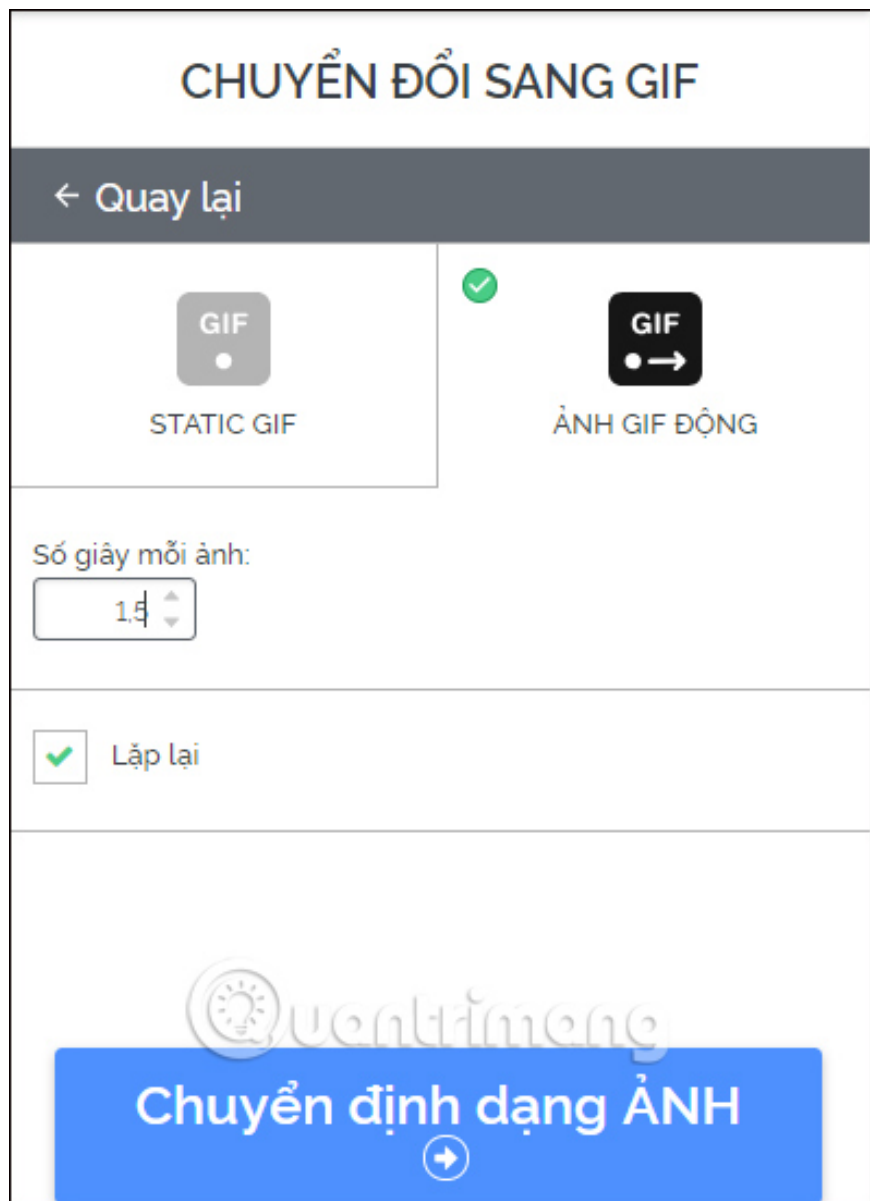 CHUYỂN ĐỔI SANG GIF
← Quay lại
GIF
STATIC GIF
GIF
ẢNH GIF ĐỘNG
Số giây mỗi ảnh:
1,5
Lặp lại
Quantrimang
Chuyển định dạng ẢNH